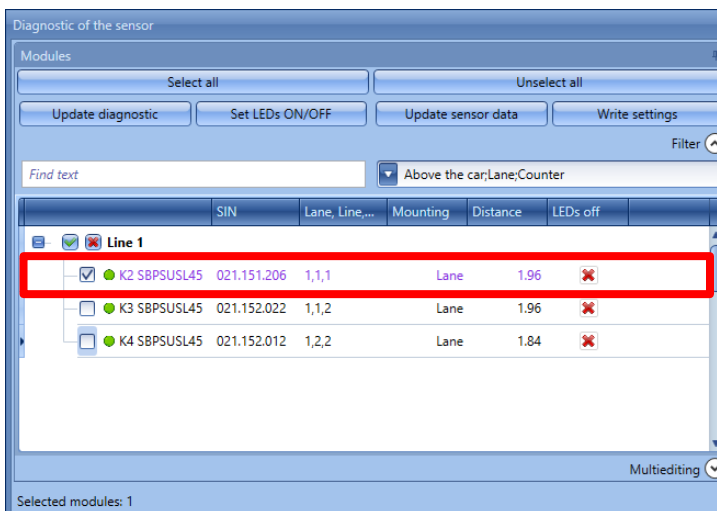 Diagnostic of the sensor
Modules
Select all Unselect all
Update diagnostic Set LEDs ON/OFF Update sensor data Write settings
Filter
Find text Above the car;Lane;Counter
SIN Lane, Line,... Mounting Distance LEDs off
Line 1
K2 SBPSUSL45 021.151.206 1,1,1 Lane 1.96
K3 SBPSUSL45 021.152.022 1,1,2 Lane 1.96
K4 SBPSUSL45 021.152.012 1,2,2 Lane 1.84
Multiediting
Selected modules: 1